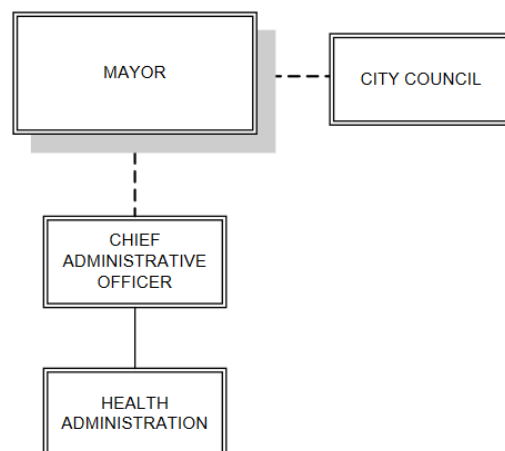 MAYOR
CITY COUNCIL
CHIEF
ADMINISTRATIVE
OFFICER
HEALTH
ADMINISTRATION